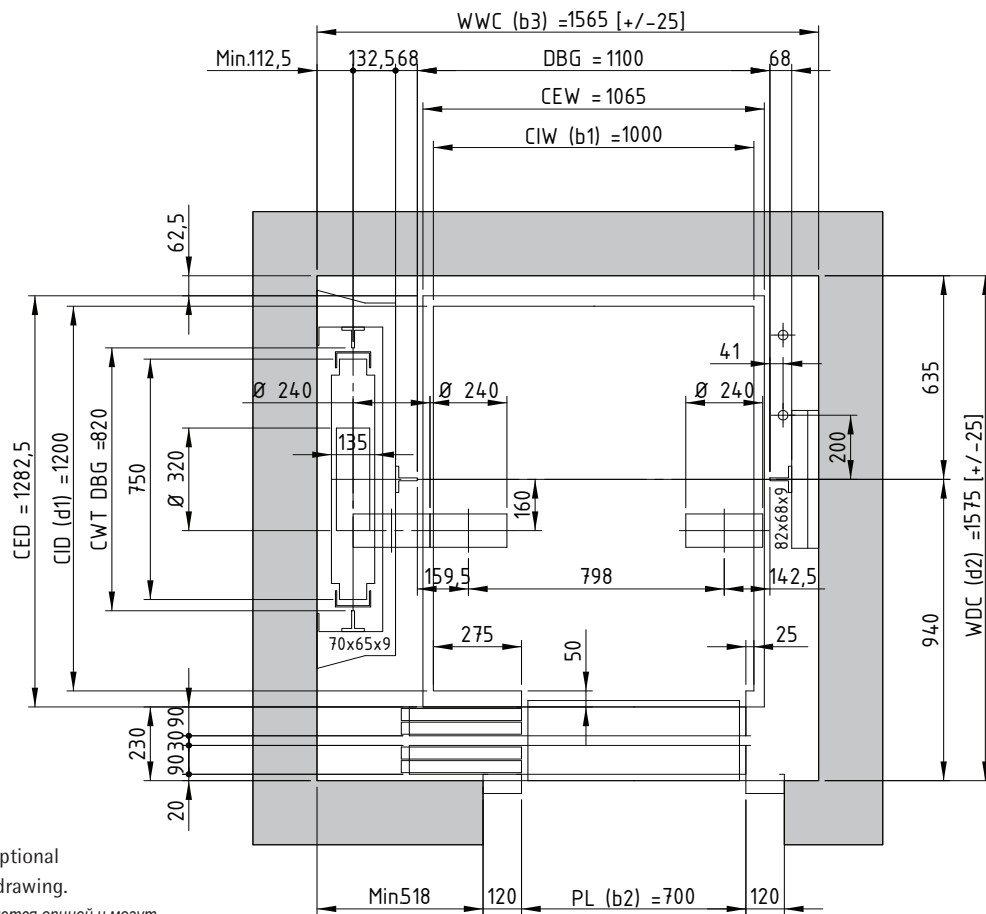 WWC (b3) =1565 [+/-25]
Min.112,5
132,5
68
DBG = 1100
68
CEW = 1065
CIW (b1) =1000
62,5
CED = 1282,5
CID (d1) =1200
CWT DBG =820
750
Ø 320
Ø 240
135
Ø 240
Ø 240
41
200
635
160
82x68x9
159,5
798
142,5
WDC (d2) =1575 [+/-25]
940
70x65x9
275
50
25
230
90
30
90
20
Min518
120
PL (b2) =700
120
ptional
drawing.